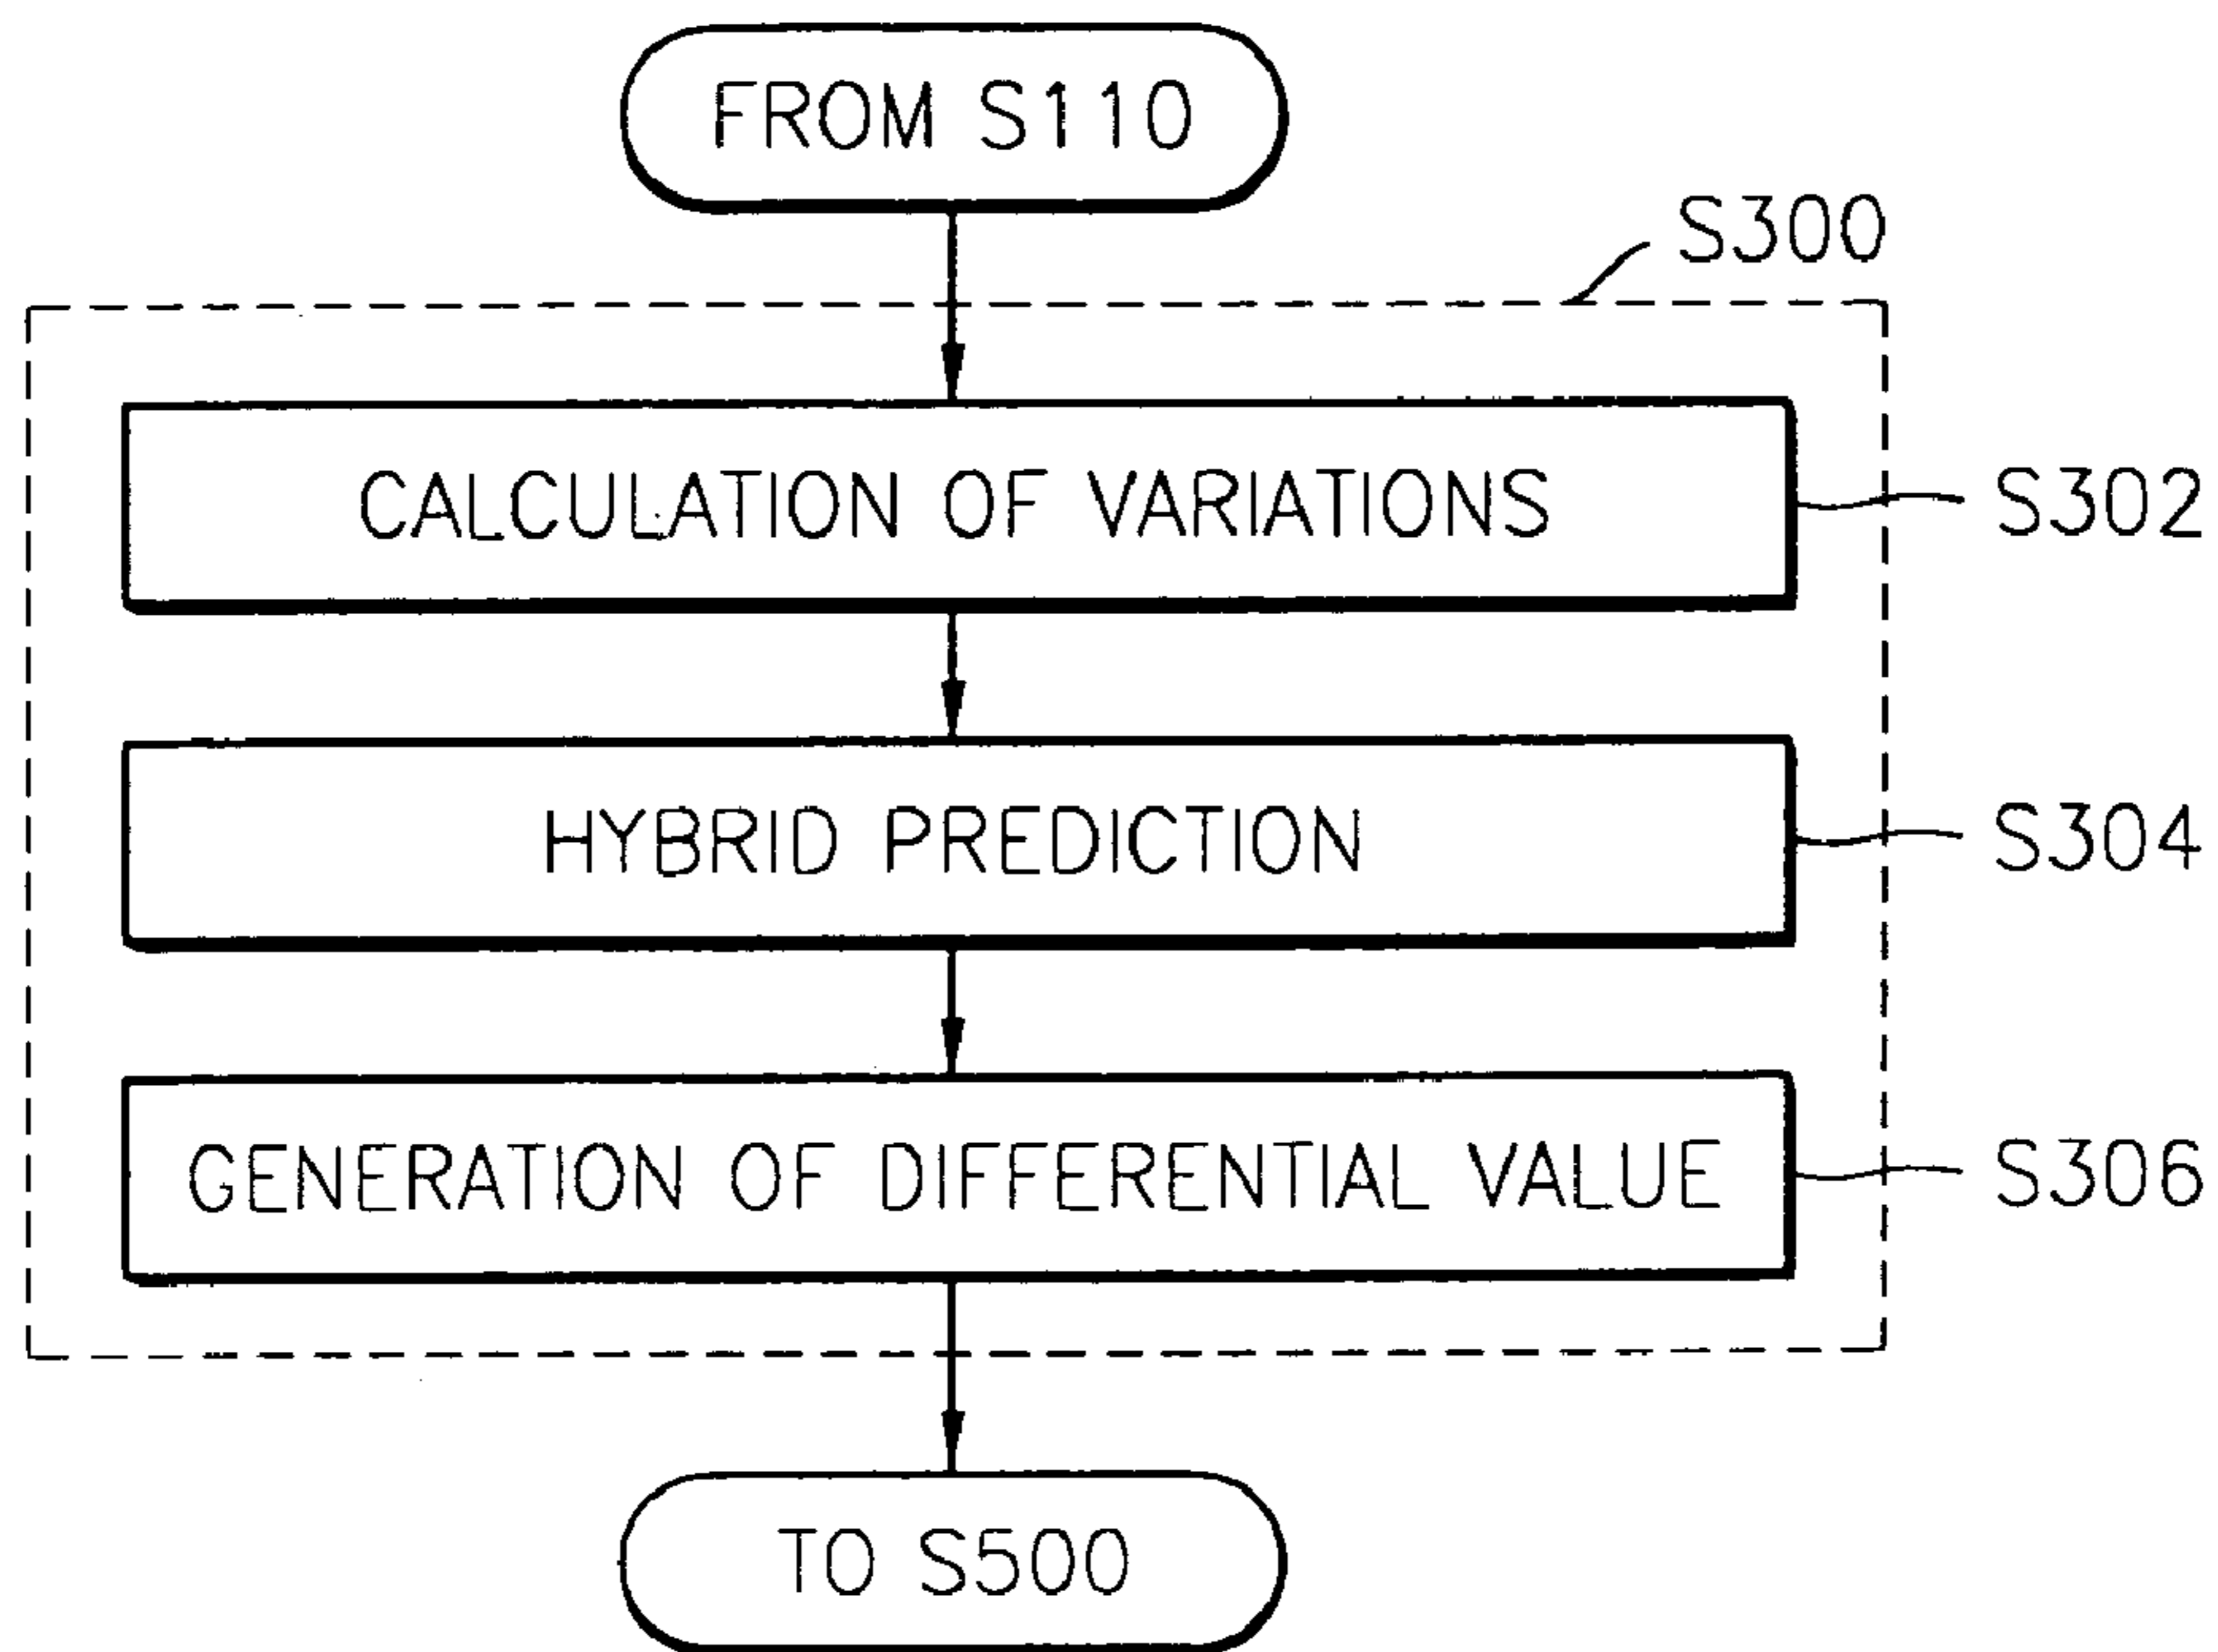 FROM S110
S300
CALCULATION OF VARIATIONS
S302
HYBRID PREDICTION
S304
GENERATION OF DIFFERENTIAL VALUE
S306
TO S500